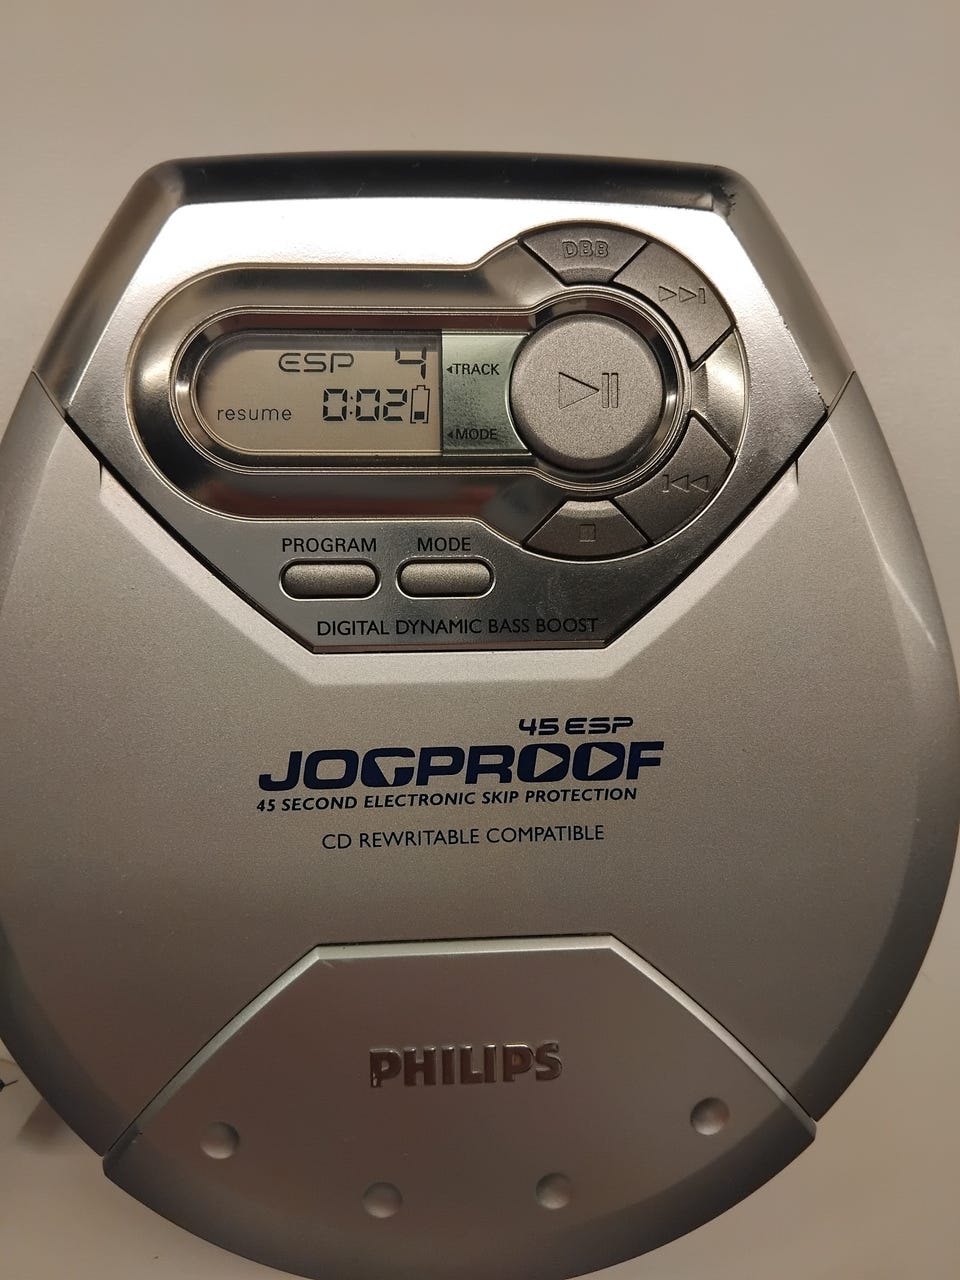 DBB
ESP 4
◂TRACK
resume 0:02
◂MODE
PROGRAM MODE
DIGITAL DYNAMIC BASS BOOST
45 ESP
JOGPROOF
45 SECOND ELECTRONIC SKIP PROTECTION
CD REWRITABLE COMPATIBLE
PHILIPS